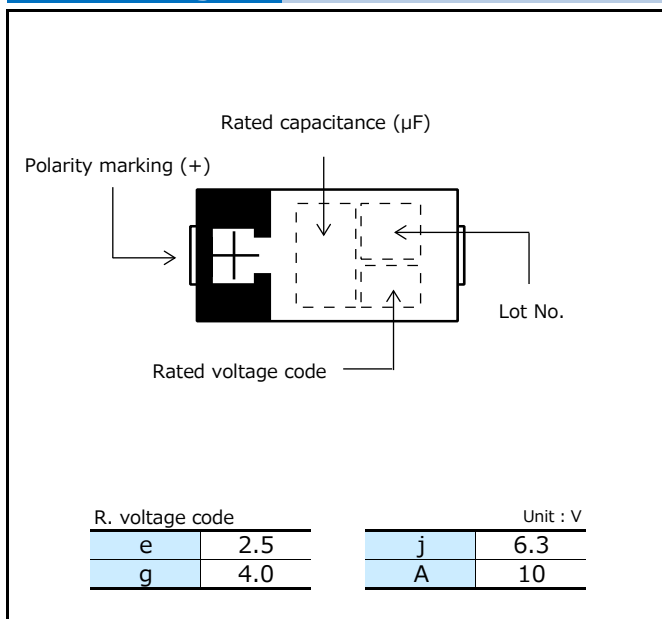 Rated capacitance (μF)
Polarity marking (+)
Lot No.
Rated voltage code
R. voltage code
Unit : V
e 2.5 j 6.3
g 4.0 A 10